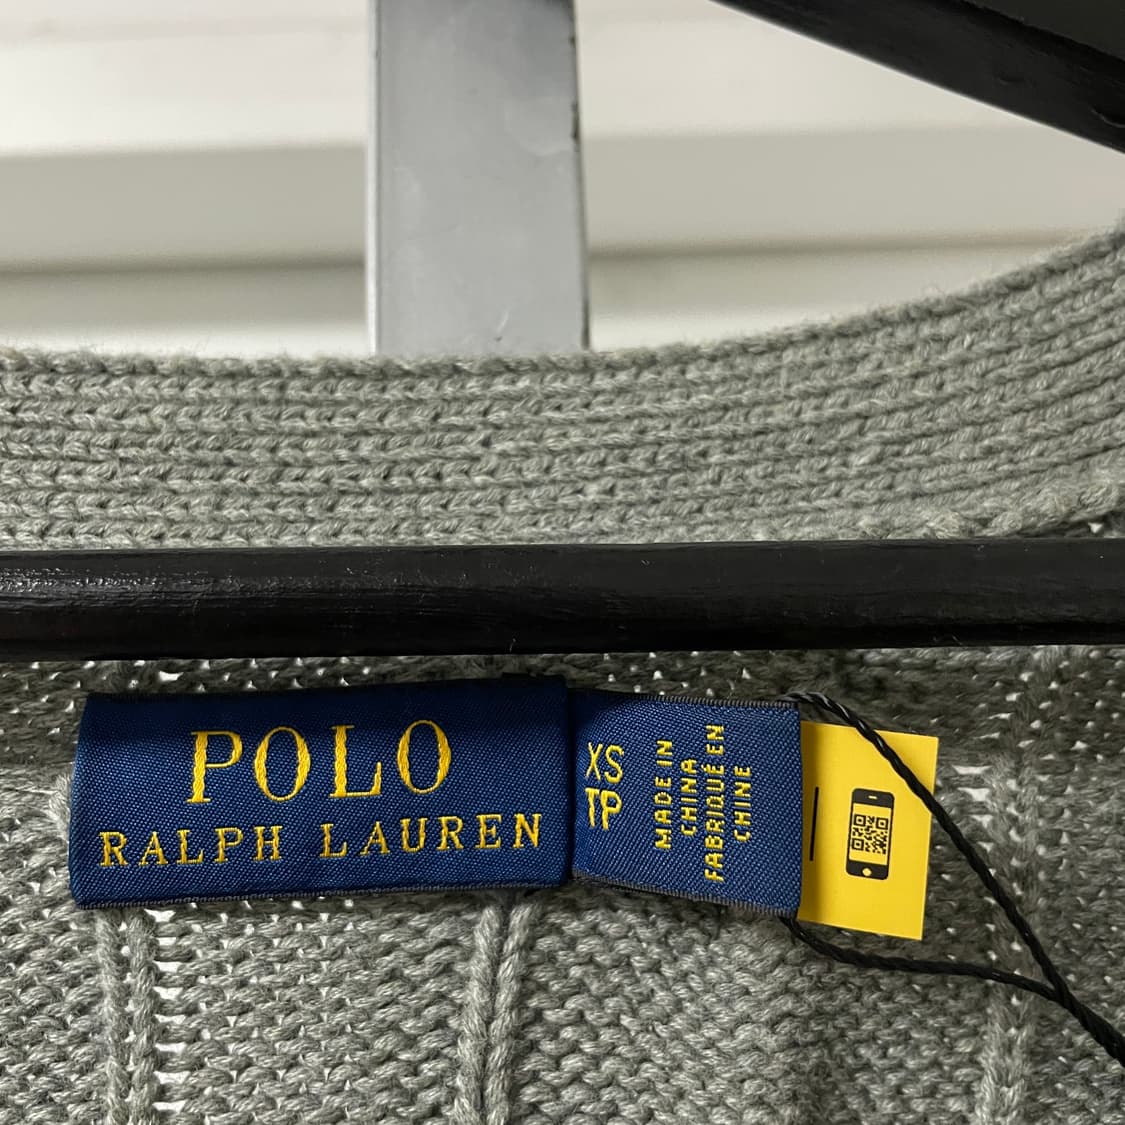 POLO
RALPH LAUREN
XS
TP
MADE IN
CHINA
FABRIQUÉ EN
CHINE